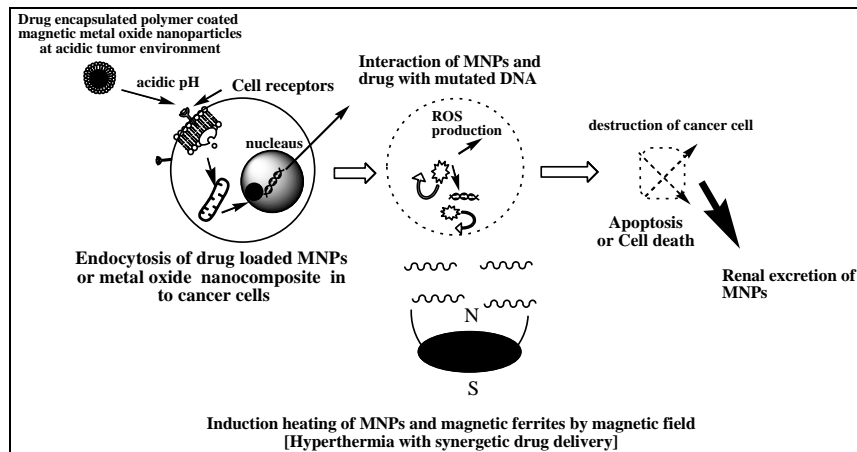 Drug encapsulated polymer coated
magnetic metal oxide nanoparticles
at acidic tumor environment
acidic pH
Cell receptors
nucleaus
Endocytosis of drug loaded MNPs
or metal oxide nanocomposite in
to cancer cells
Interaction of MNPs and
drug with mutated DNA
ROS
production
destruction of cancer cell
Apoptosis
or Cell death
Renal excretion of
MNPs
N
S
Induction heating of MNPs and magnetic ferrites by magnetic field
[Hyperthermia with synergetic drug delivery]